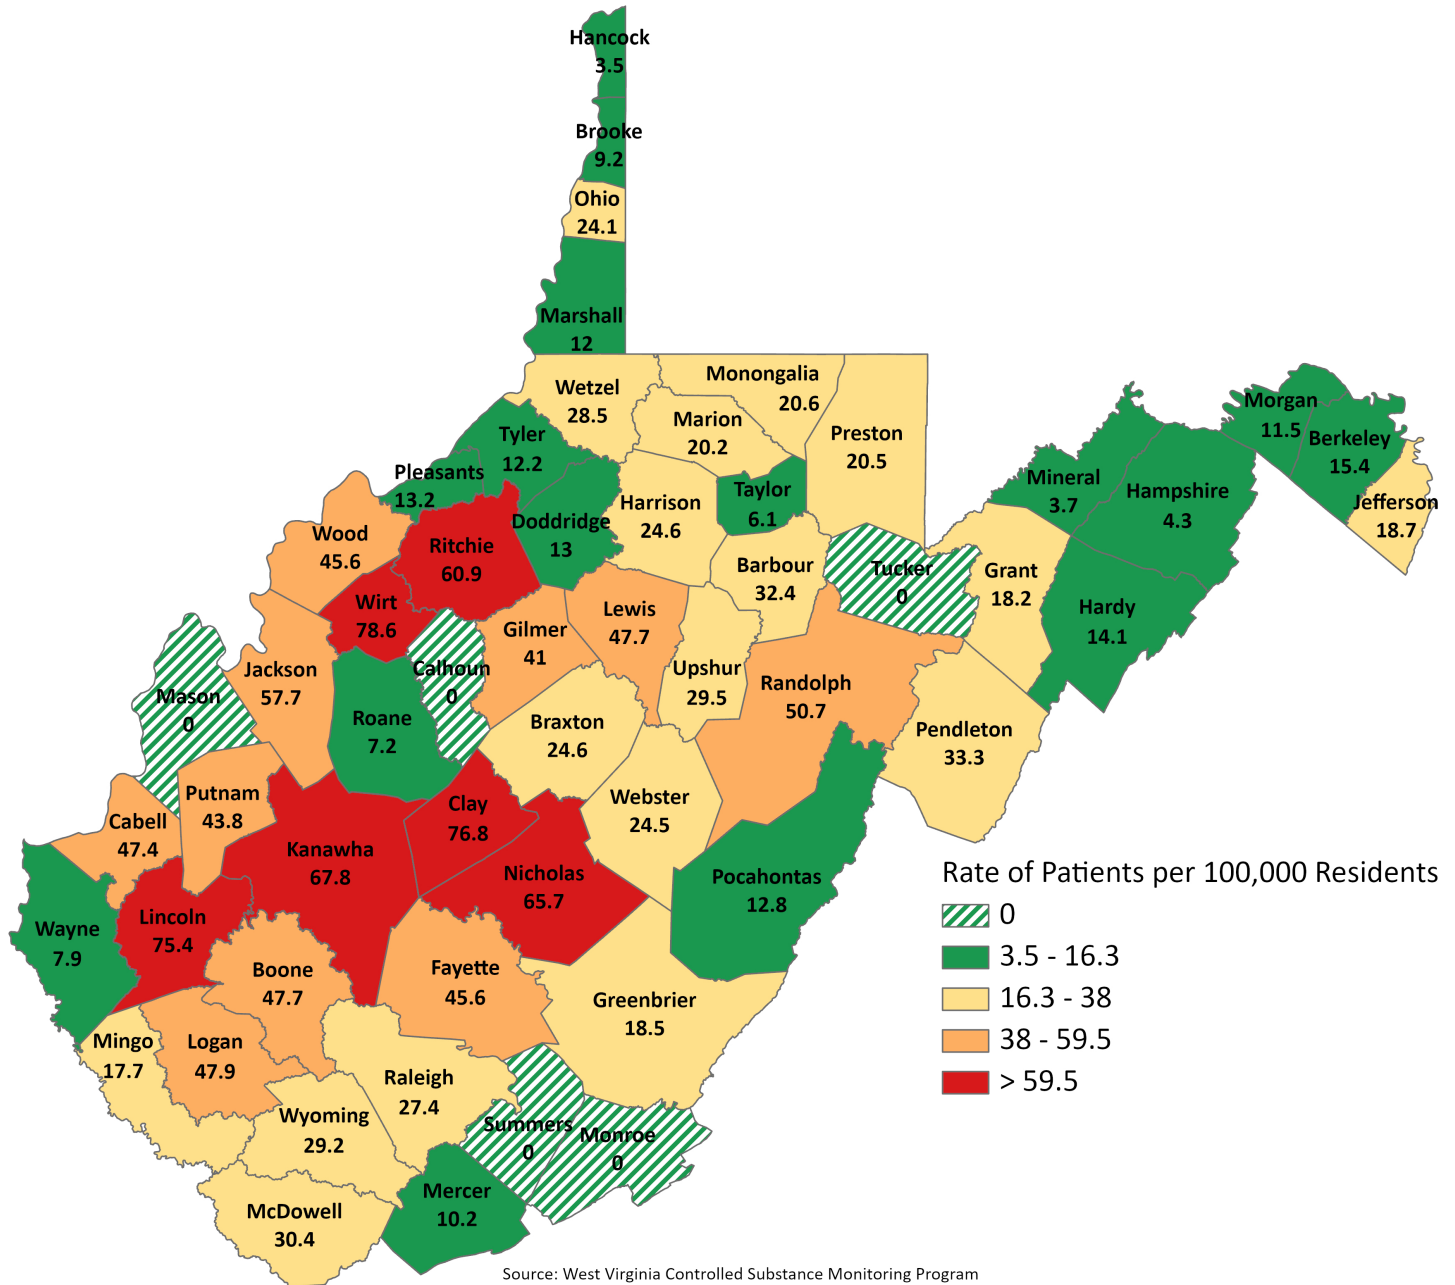 Hancock
3.5
Brooke
9.2
Ohio
24.1
Marshall
12
Wetzel
28.5
Monongalia
20.6
Marion
20.2
Preston
20.5
Tyler
12.2
Pleasants
13.2
Doddridge
13
Harrison
24.6
Taylor
6.1
Morgan
11.5
Berkeley
15.4
Jefferson
18.7
Mineral
3.7
Hampshire
4.3
Hardy
14.1
Grant
18.2
Tucker
0
Barbour
32.4
Wood
45.6
Ritchie
60.9
Wirt
78.6
Calhoun
0
Gilmer
41
Lewis
47.7
Upshur
29.5
Randolph
50.7
Pendleton
33.3
Mason
0
Jackson
57.7
Roane
7.2
Braxton
24.6
Webster
24.5
Putnam
43.8
Cabell
47.4
Kanawha
67.8
Clay
76.8
Nicholas
65.7
Pocahontas
12.8
Wayne
7.9
Lincoln
75.4
Boone
47.7
Fayette
45.6
Greenbrier
18.5
Mingo
17.7
Logan
47.9
Raleigh
27.4
Wyoming
29.2
Summers
0
Monroe
0
McDowell
30.4
Mercer
10.2
Rate of Patients per 100,000 Residents
0
3.5 - 16.3
16.3 - 38
38 - 59.5
> 59.5
Source: West Virginia Controlled Substance Monitoring Program